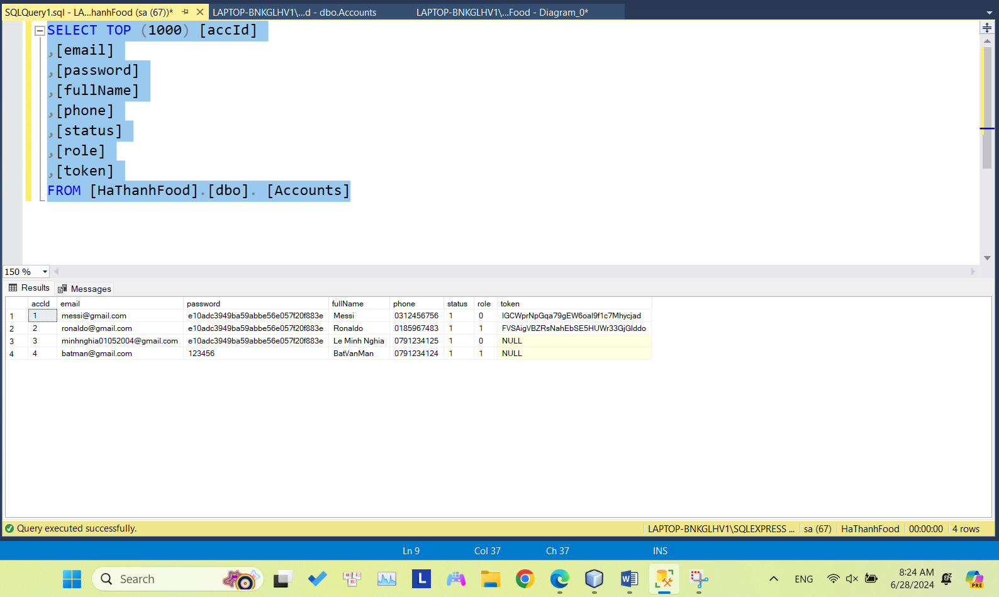 SQLQuery1.sql - LA...hanhFood (sa (67))*
LAPTOP-BNKGLHV1\...d - dbo.Accounts
LAPTOP-BNKGLHV1\...Food - Diagram_0*
SELECT TOP (1000) [accId]
,[email]
,[password]
,[fullName]
,[phone]
,[status]
,[role]
,[token]
FROM [HaThanhFood].[dbo]. [Accounts]
150 %
Results Messages
accId email password fullName phone status role token
1 1 messi@gmail.com e10adc3949ba59abbe56e057f20f883e Messi 0312456756 1 0 IGCWprNpGqa79gEW6oal9f1c7Mhycjad
2 2 ronaldo@gmail.com e10adc3949ba59abbe56e057f20f883e Ronaldo 0185967483 1 1 FVSAigVBZRsNahEbSE5HUWr33GjGlddo
3 3 minhnghia01052004@gmail.com e10adc3949ba59abbe56e057f20f883e Le Minh Nghia 0791234125 1 0 NULL
4 4 batman@gmail.com 123456 BatVanMan 0791234124 1 1 NULL
Query executed successfully.
LAPTOP-BNKGLHV1\SQLEXPRESS ... sa (67) HaThanhFood 00:00:00 4 rows
Ln 9 Col 37 Ch 37 INS
Search
L
ENG
8:24 AM
6/28/2024
PRE